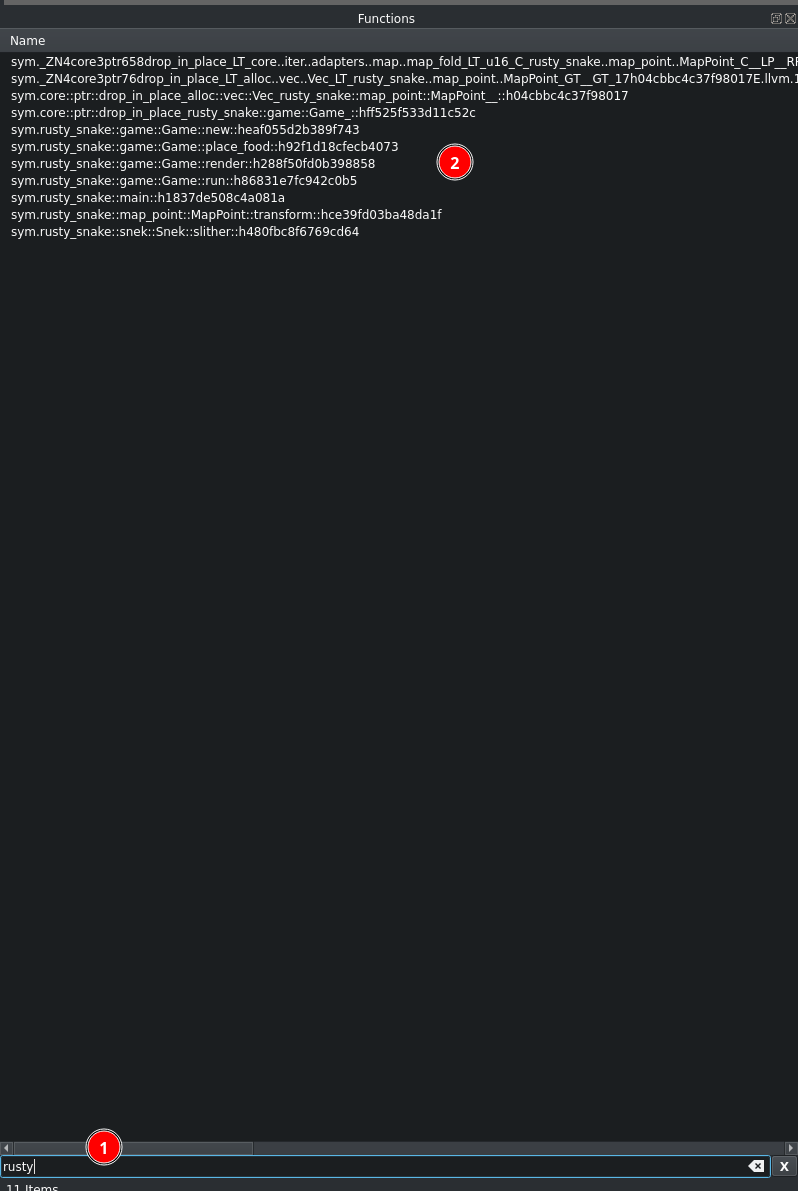 Functions
Name
sym._ZN4core3ptr658drop_in_place_LT_core..iter..adapters..map..map_fold_LT_u16_C_rusty_snake..map_point..MapPoint_C__LP__RF
sym._ZN4core3ptr76drop_in_place_LT_alloc..vec..Vec_LT_rusty_snake..map_point..MapPoint_GT__GT_17h04cbbc4c37f98017E.llvm.1
sym.core::ptr::drop_in_place_alloc::vec::Vec_rusty_snake::map_point::MapPoint__::h04cbbc4c37f98017
sym.core::ptr::drop_in_place_rusty_snake::game::Game_::hff525f533d11c52c
sym.rusty_snake::game::Game::new::heaf055d2b389f743
sym.rusty_snake::game::Game::place_food::h92f1d18cfecb4073
sym.rusty_snake::game::Game::render::h288f50fd0b398858
2
sym.rusty_snake::game::Game::run::h86831e7fc942c0b5
sym.rusty_snake::main::h1837de508c4a081a
sym.rusty_snake::map_point::MapPoint::transform::hce39fd03ba48da1f
sym.rusty_snake::snek::Snek::slither::h480fbc8f6769cd64
1
rusty
X
11 Items